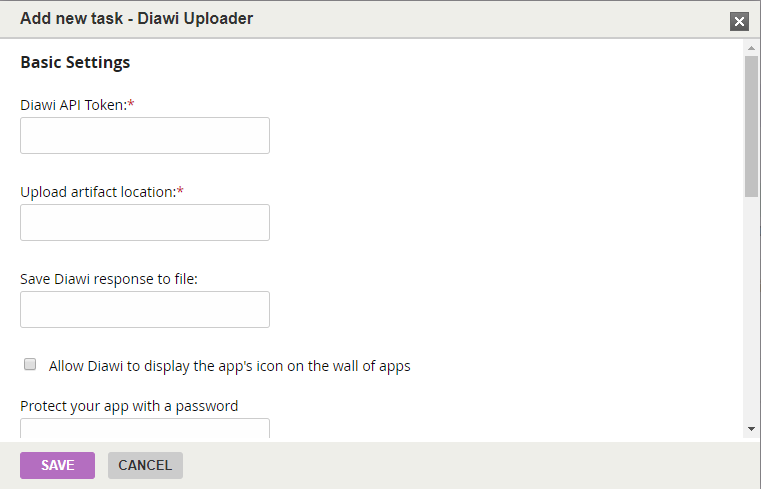 Add new task - Diawi Uploader
Basic Settings
Diawi API Token:*
Upload artifact location:*
Save Diawi response to file:
Allow Diawi to display the app's icon on the wall of apps
Protect your app with a password
SAVE CANCEL